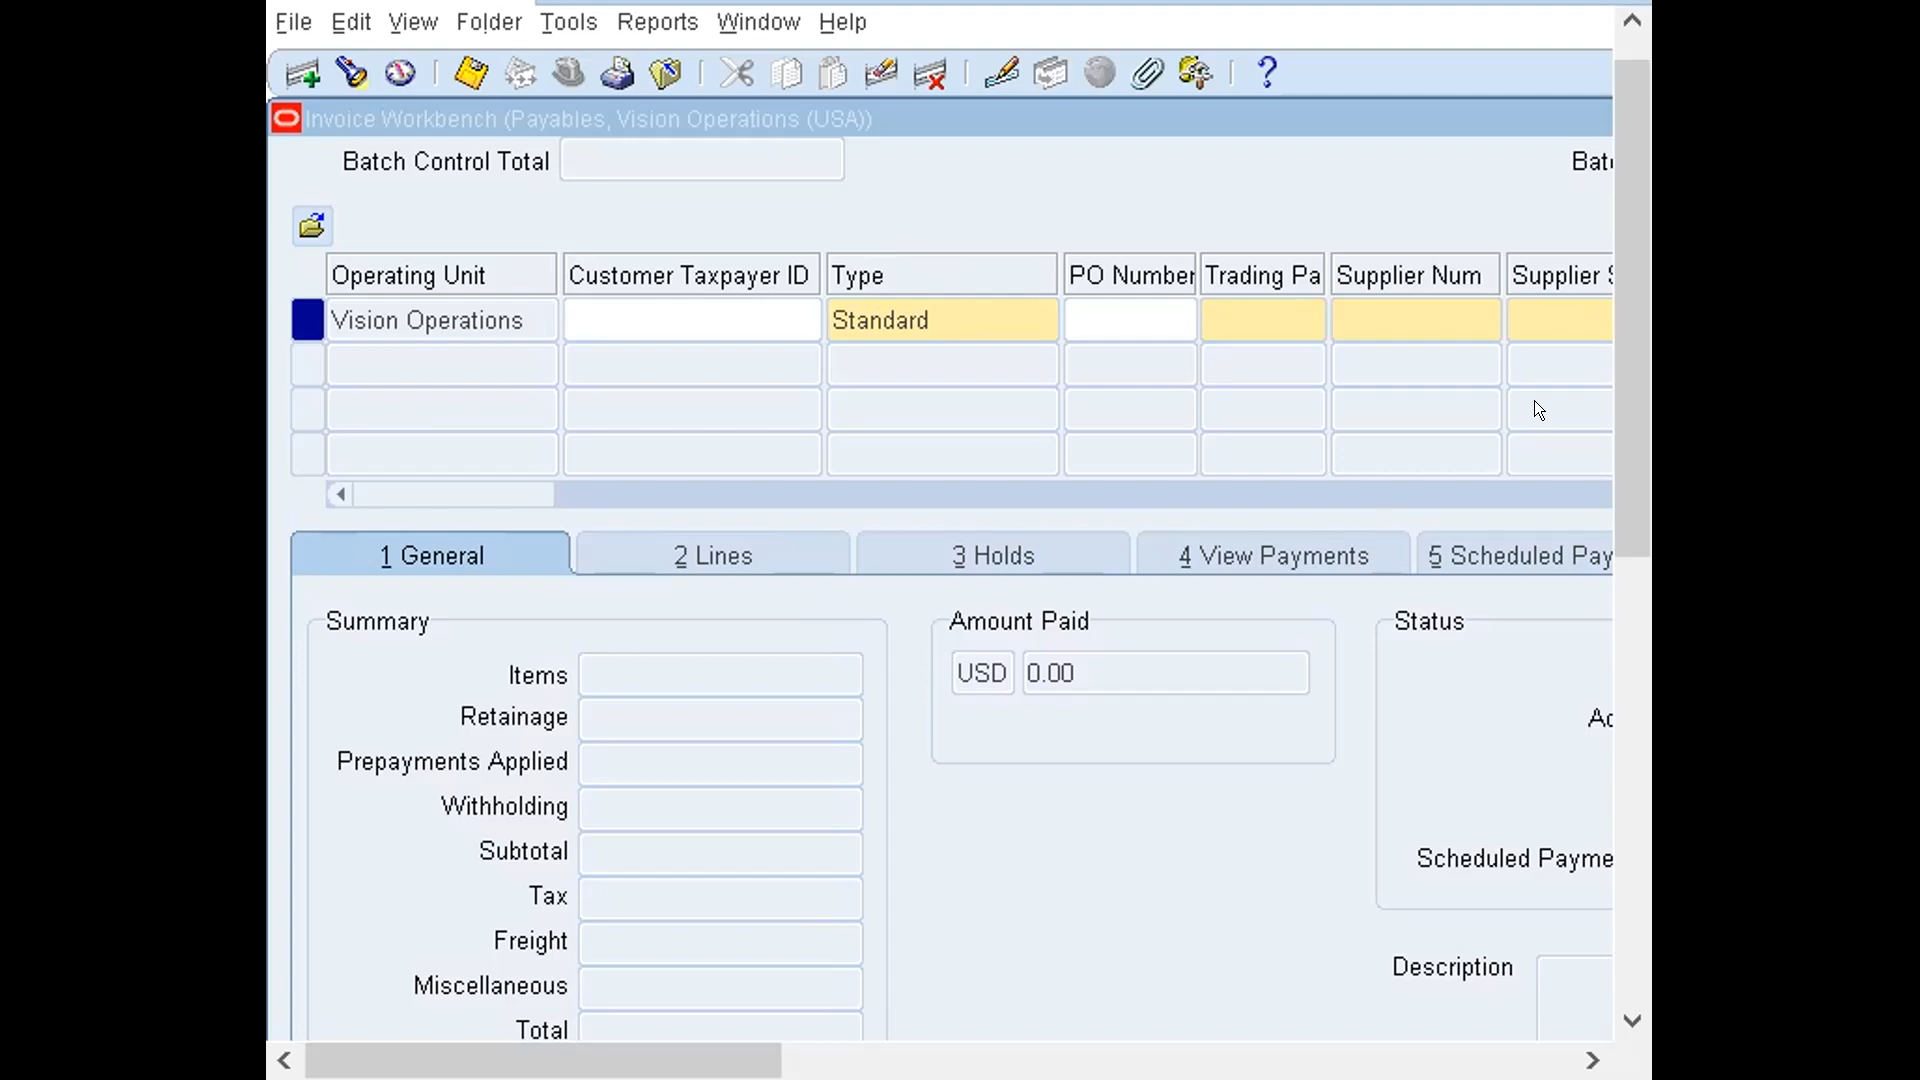 File Edit View Folder Tools Reports Window Help
Invoice Workbench (Payables, Vision Operations (USA))
Batch Control Total
Operating Unit Customer Taxpayer ID Type PO Number Trading Pa Supplier Num Supplier
Vision Operations Standard
1 General 2 Lines 3 Holds 4 View Payments 5 Scheduled Pay
Summary Amount Paid Status
Items USD 0.00
Retainage
Prepayments Applied
Withholding
Subtotal
Scheduled Payme
Tax
Freight
Description
Miscellaneous
Total